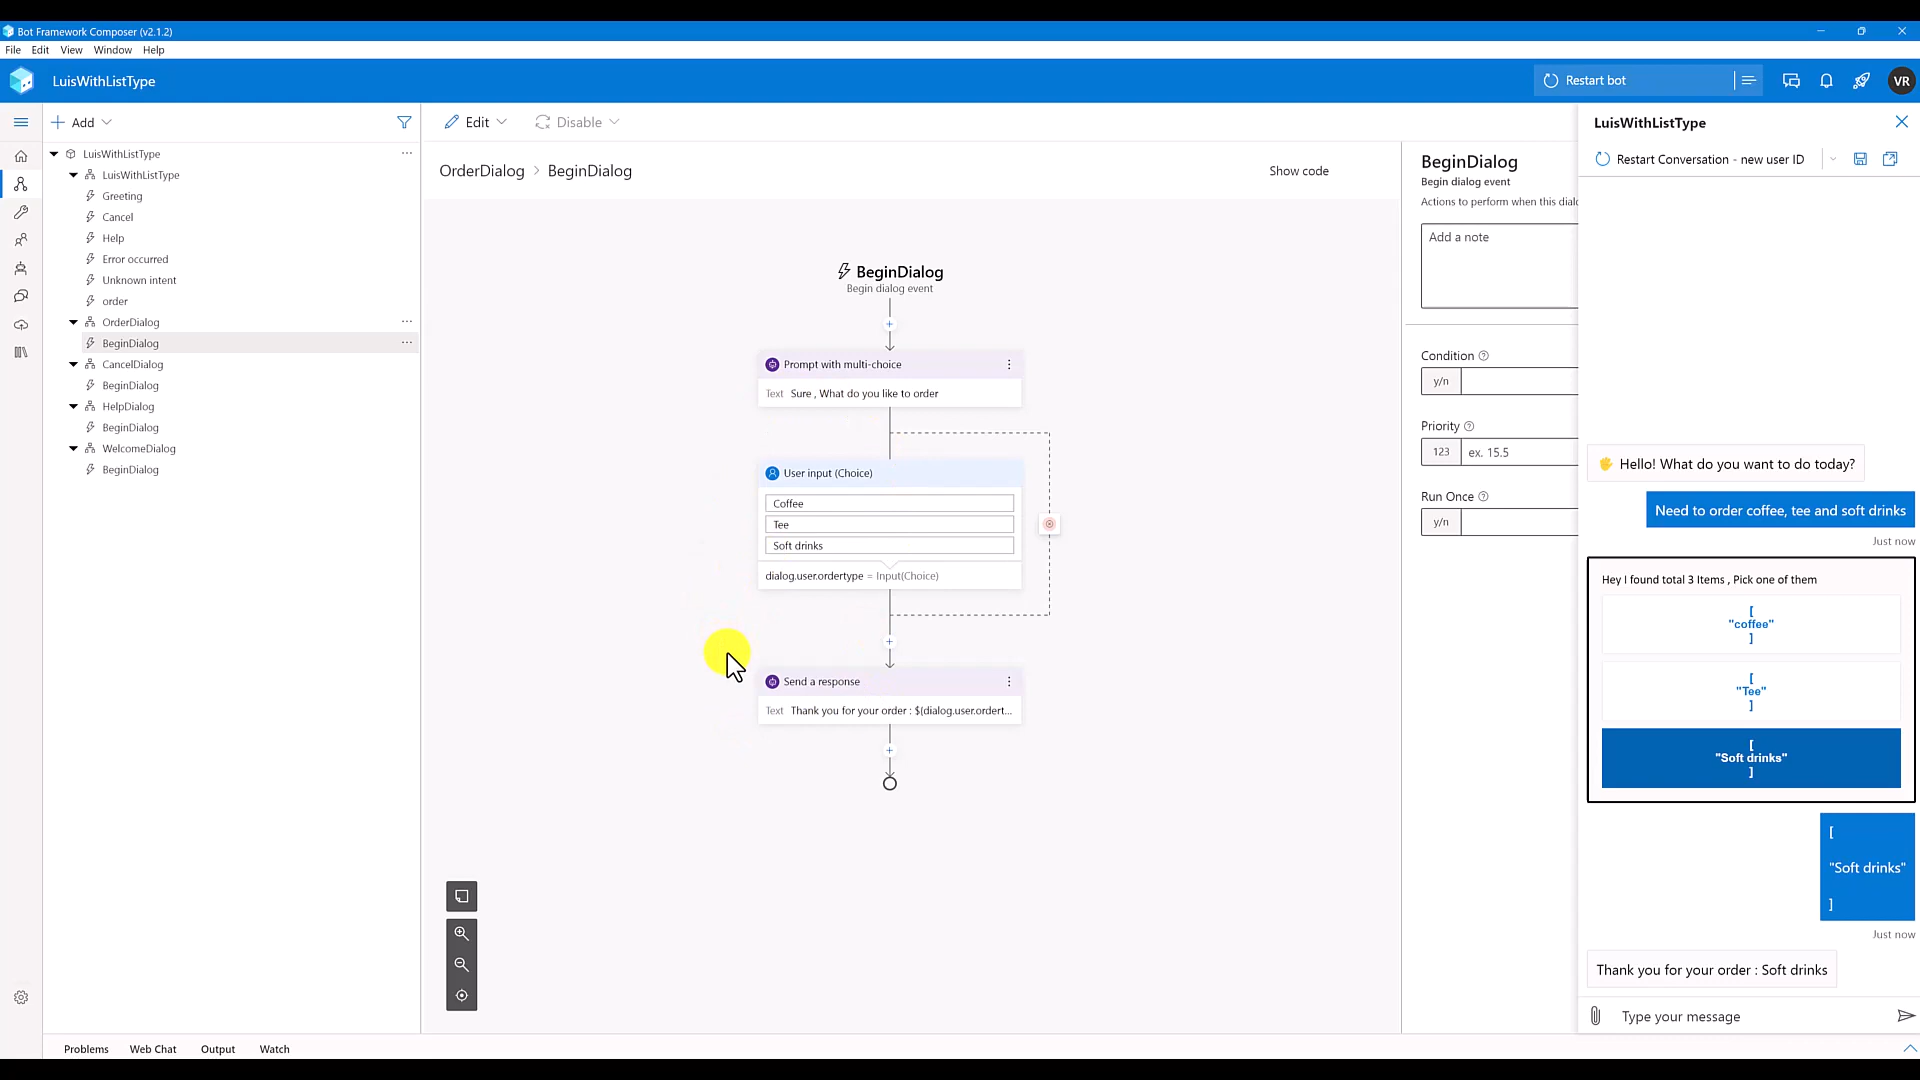 Bot Framework Composer (v2.1.2)
File Edit View Window Help
LuisWithListType
Restart bot
VR
Add
LuisWithListType
LuisWithListType
Greeting
Cancel
Help
Error occurred
Unknown intent
order
OrderDialog
BeginDialog
CancelDialog
BeginDialog
HelpDialog
BeginDialog
WelcomeDialog
BeginDialog
Edit
Disable
OrderDialog > BeginDialog
Show code
BeginDialog
Begin dialog event
Prompt with multi-choice
Text Sure , What do you like to order
User input (Choice)
Coffee
Tee
Soft drinks
dialog.user.ordertype = Input(Choice)
Send a response
Text Thank you for your order : ${dialog.user.ordert...
BeginDialog
Begin dialog event
Actions to perform when this dialo
Add a note
Condition
y/n
Priority
123 ex. 15.5
Run Once
y/n
LuisWithListType
Restart Conversation - new user ID
Hello! What do you want to do today?
Need to order coffee, tee and soft drinks
Just now
Hey I found total 3 Items , Pick one of them
[
"coffee"
]
[
"Tee"
]
[
"Soft drinks"
]
[
"Soft drinks"
]
Just now
Thank you for your order : Soft drinks
Type your message
Problems Web Chat Output Watch